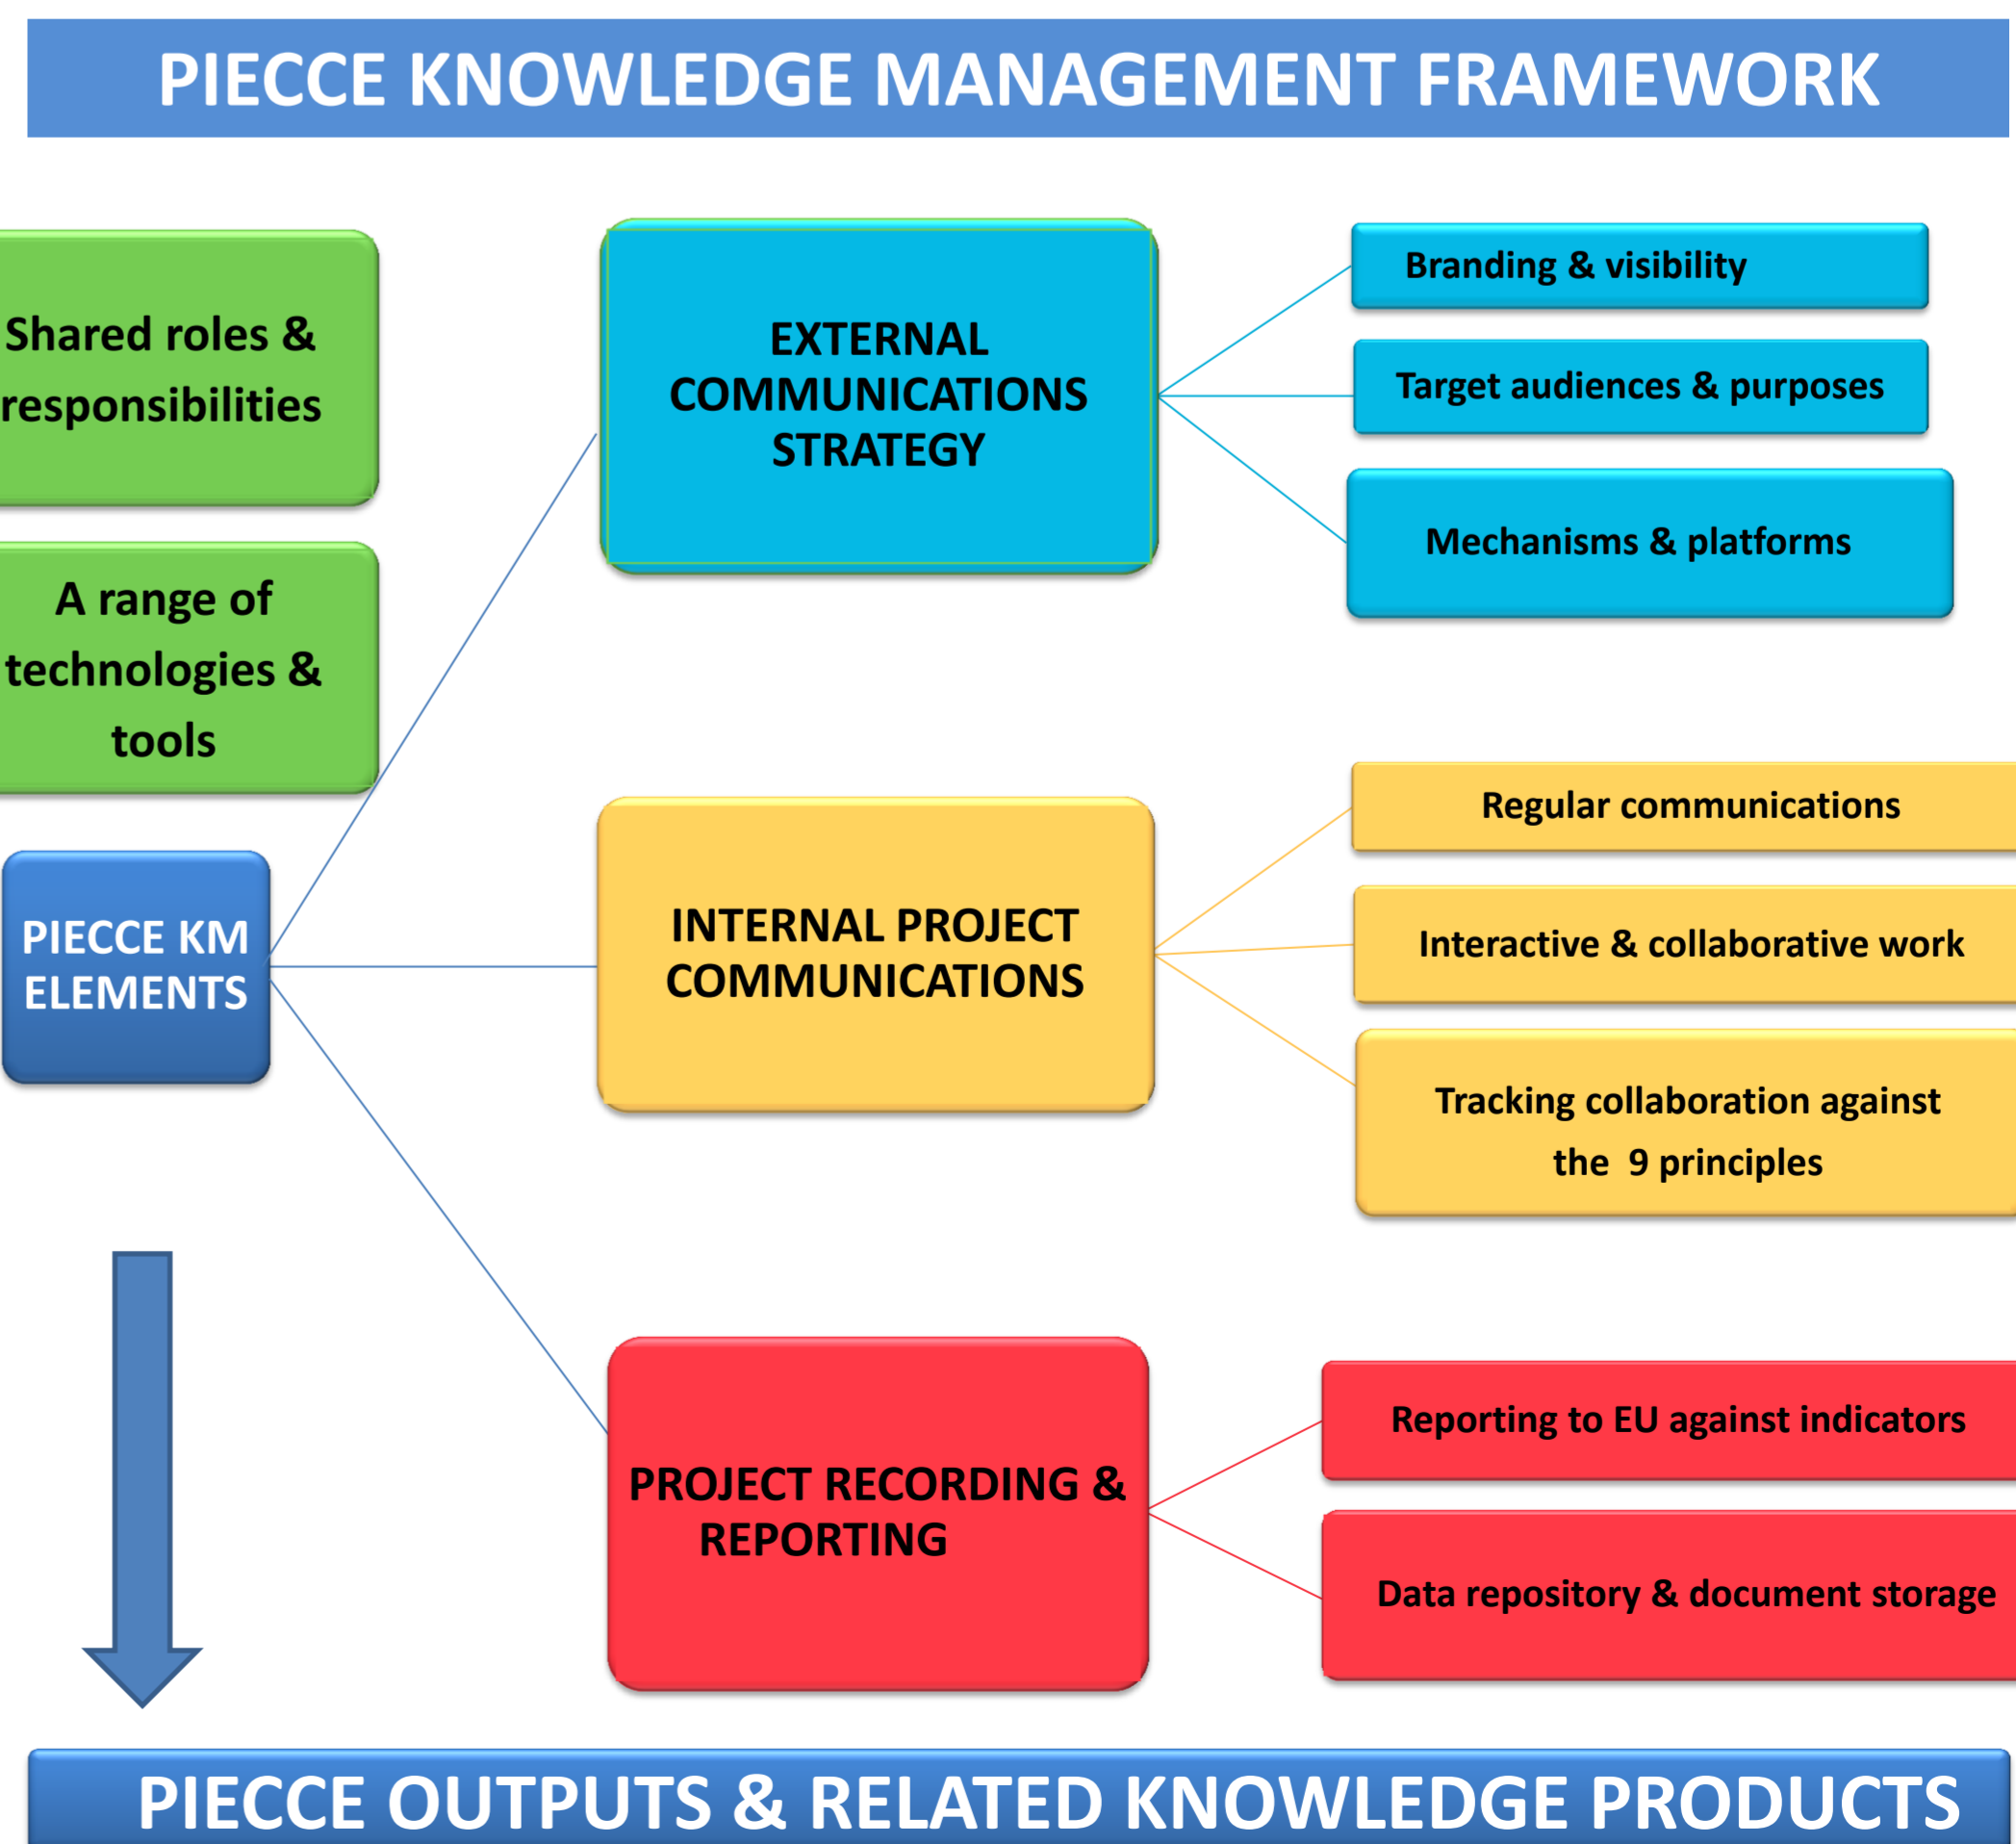 PIECCE KNOWLEDGE MANAGEMENT FRAMEWORK
Shared roles &
responsibilities
A range of
technologies &
tools
PIECCE KM
ELEMENTS
EXTERNAL
COMMUNICATIONS
STRATEGY
Branding & visibility
Target audiences & purposes
Mechanisms & platforms
INTERNAL PROJECT
COMMUNICATIONS
Regular communications
Interactive & collaborative work
Tracking collaboration against
the 9 principles
PROJECT RECORDING &
REPORTING
Reporting to EU against indicators
Data repository & document storage
PIECCE OUTPUTS & RELATED KNOWLEDGE PRODUCTS